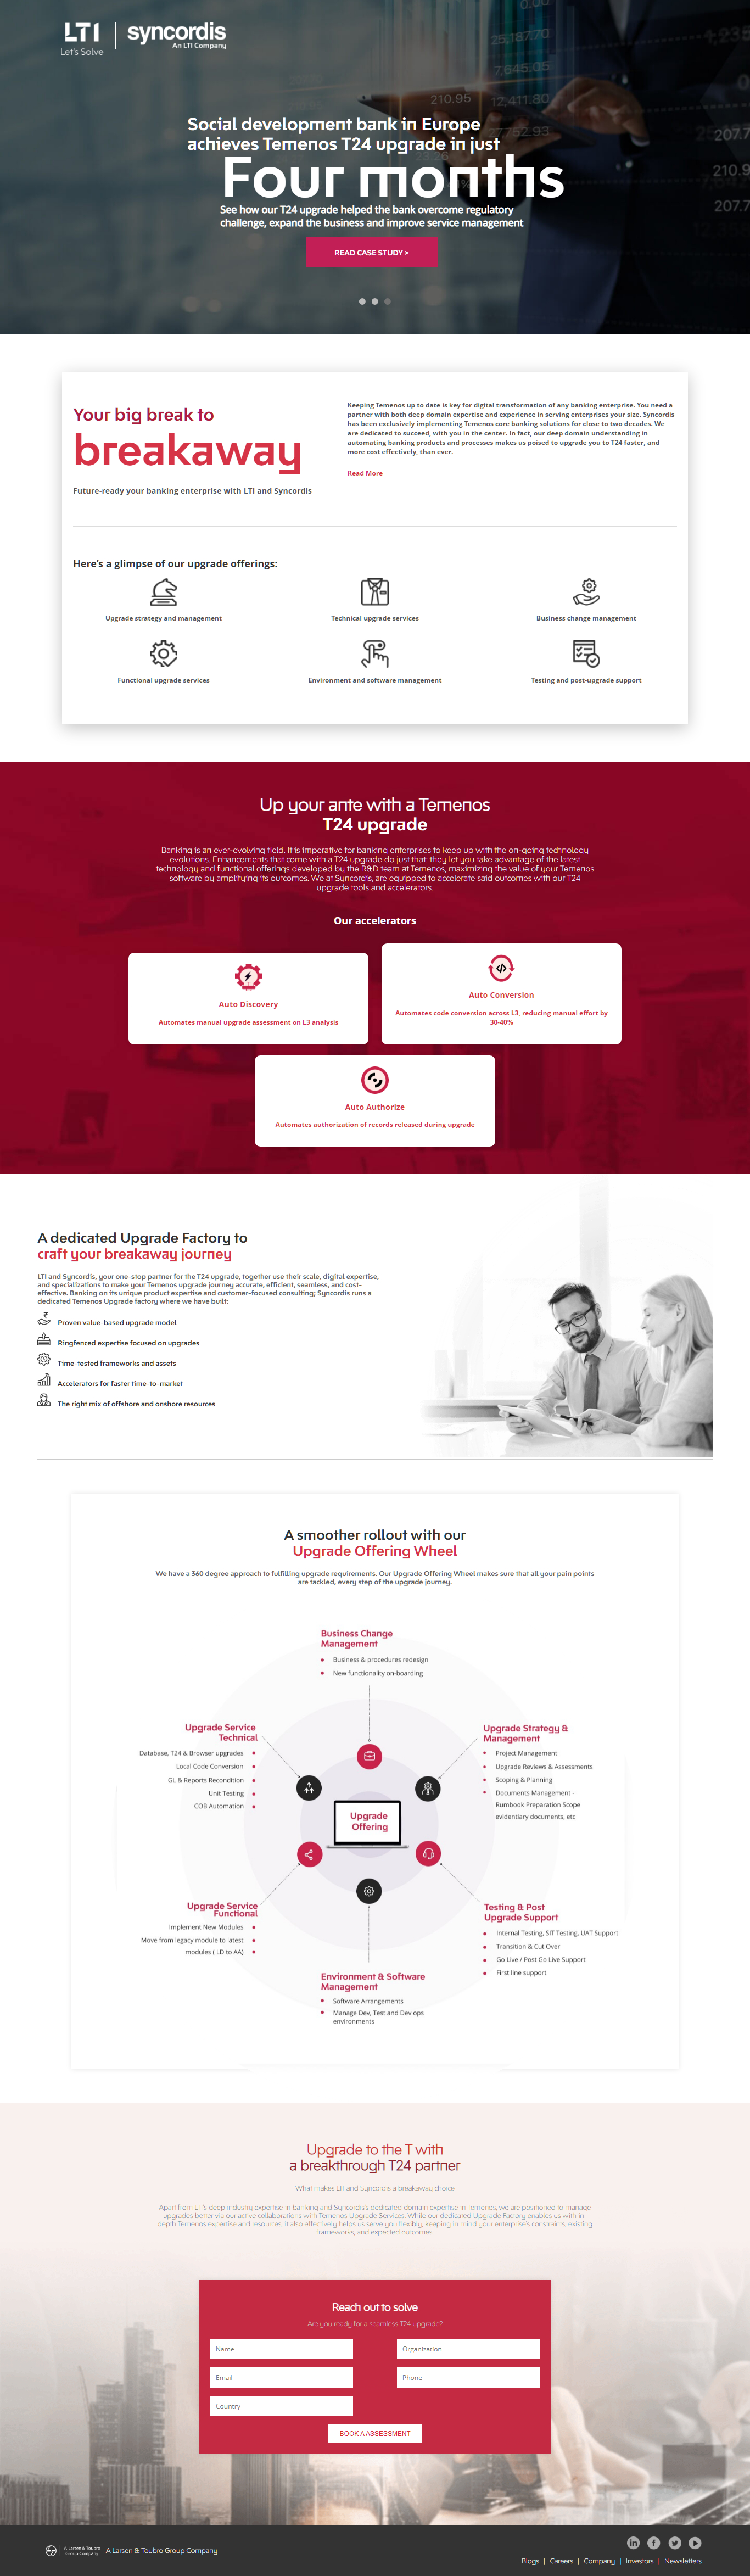 LTI
Let's Solve
syncordis
An LTI Company
0.00
25,187.70
7,645.05
210.95
12,411.80
207.7
210.9
207.7
Social development bank in Europe
achieves Temenos T24 upgrade in just
Four months
See how our T24 upgrade helped the bank overcome regulatory
challenge, expand the business and improve service management
READ CASE STUDY >
Your big break to
breakaway
Future-ready your banking enterprise with LTI and Syncordis
Keeping Temenos up to date is key for digital transformation of any banking enterprise. You need a
partner with both deep domain expertise and experience in serving enterprises your size. Syncordis
has been exclusively implementing Temenos core banking solutions for close to two decades. We
are dedicated to succeed, with you in the center. In fact, our deep domain understanding in
automating banking products and processes makes us poised to upgrade you to T24 faster, and
more cost effectively, than ever.
Read More
Here's a glimpse of our upgrade offerings:
Upgrade strategy and management
Technical upgrade services
Business change management
Functional upgrade services
Environment and software management
Testing and post-upgrade support
Up your ante with a Temenos
T24 upgrade
Banking is an ever-evolving field. It is imperative for banking enterprises to keep up with the on-going technology
evolutions. Enhancements that come with a T24 upgrade do just that: they let you take advantage of the latest
technology and functional offerings developed by the R&D team at Temenos, maximizing the value of your Temenos
software by amplifying its outcomes. We at Syncordis, are equipped to accelerate said outcomes with our T24
upgrade tools and accelerators.
Our accelerators
Auto Discovery
Automates manual upgrade assessment on L3 analysis
Auto Conversion
Automates code conversion across L3, reducing manual effort by
30-40%
Auto Authorize
Automates authorization of records released during upgrade
A dedicated Upgrade Factory to
craft your breakaway journey
LTI and Syncordis, your one-stop partner for the T24 upgrade, together use their scale, digital expertise,
and specializations to make your Temenos upgrade journey accurate, efficient, seamless, and cost-
effective. Banking on its unique product expertise and customer-focused consulting; Syncordis runs a
dedicated Temenos Upgrade factory where we have built:
Proven value-based upgrade model
Ringfenced expertise focused on upgrades
Time-tested frameworks and assets
Accelerators for faster time-to-market
The right mix of offshore and onshore resources
A smoother rollout with our
Upgrade Offering Wheel
We have a 360 degree approach to fulfilling upgrade requirements. Our Upgrade Offering Wheel makes sure that all your pain points
are tackled, every step of the upgrade journey.
Business Change
Management
Business & procedures redesign
New functionality on-boarding
Upgrade Service
Technical
Database, T24 & Browser upgrades
Local Code Conversion
GL & Reports Recondition
Unit Testing
COB Automation
Upgrade Strategy &
Management
Project Management
Upgrade Reviews & Assessments
Scoping & Planning
Documents Management -
Rumbook Preparation Scope
evidentiary documents, etc
Upgrade
Offering
Upgrade Service
Functional
Implement New Modules
Move from legacy module to latest
modules ( LD to AA)
Testing & Post
Upgrade Support
Internal Testing, SIT Testing, UAT Support
Transition & Cut Over
Go Live / Post Go Live Support
First line support
Environment & Software
Management
Software Arrangements
Manage Dev, Test and Dev ops
environments
Upgrade to the T with
a breakthrough T24 partner
What makes LTI and Syncordis a breakaway choice
Apart from LTI's deep industry expertise in banking and Syncordis's dedicated domain expertise in Temenos, we are positioned to manage
upgrades better via our active collaborations with Temenos Upgrade Services. While our dedicated Upgrade Factory enables us with in-
depth Temenos expertise and resources, it also effectively helps us serve you flexibly, keeping in mind your enterprise's constraints, existing
frameworks, and expected outcomes.
Reach out to solve
Are you ready for a seamless T24 upgrade?
Name
Organization
Email
Phone
Country
BOOK A ASSESSMENT
A Larsen & Toubro
Group Company
A Larsen & Toubro Group Company
Blogs | Careers | Company | Investors | Newsletters